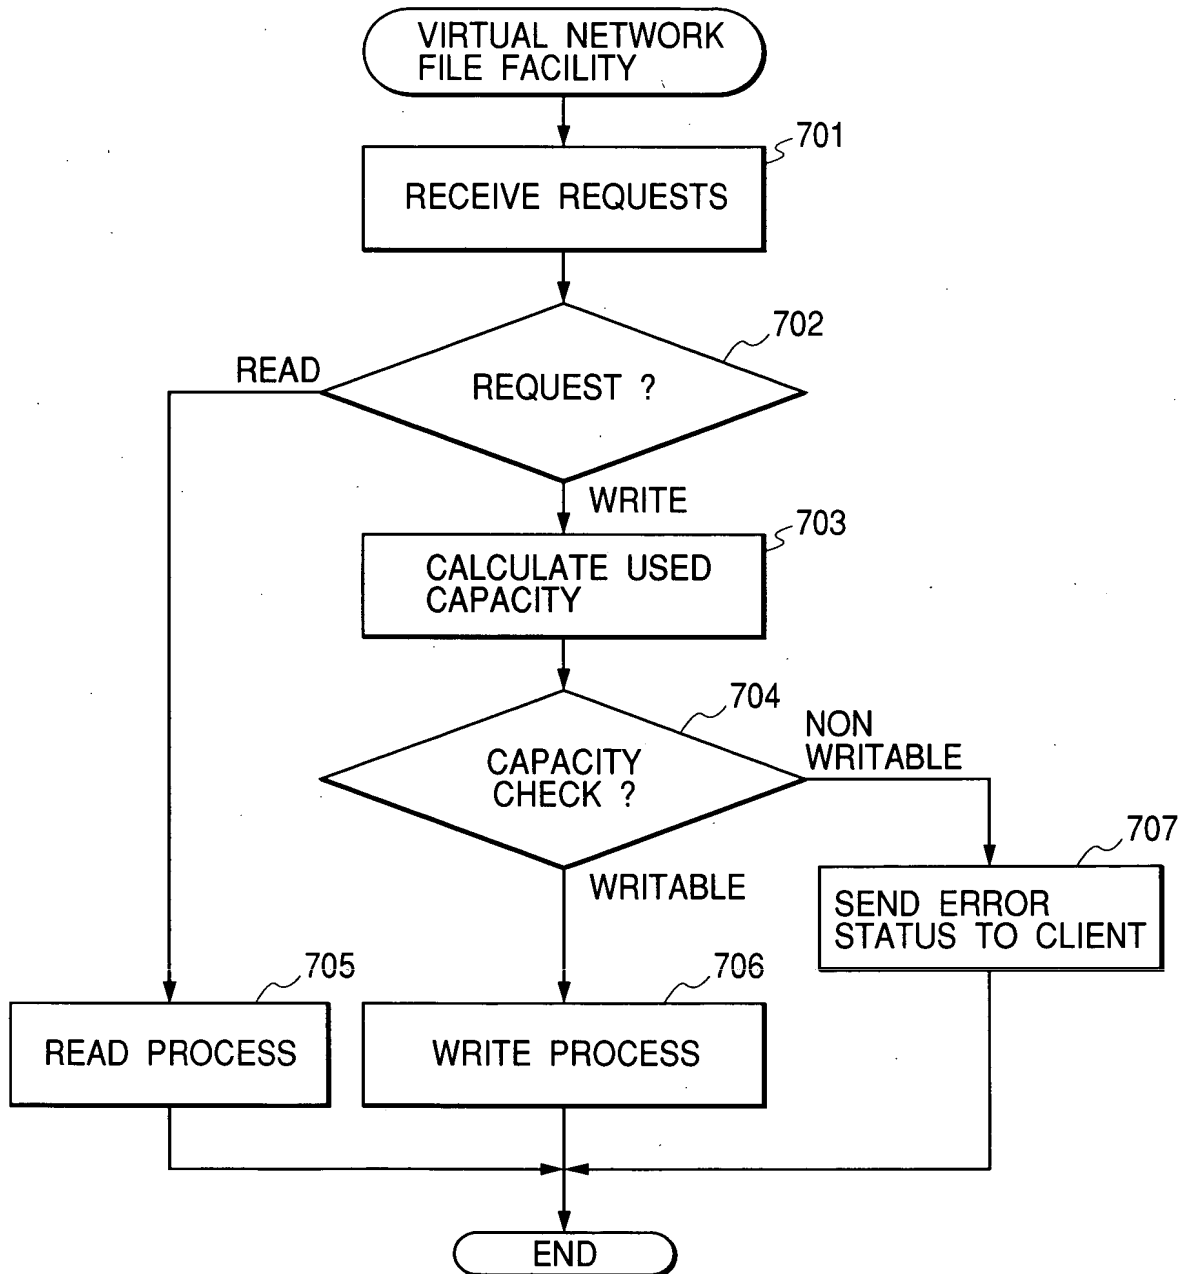 VIRTUAL NETWORK
FILE FACILITY
701
RECEIVE REQUESTS
702
READ
REQUEST ?
WRITE
703
CALCULATE USED
CAPACITY
704
NON
WRITABLE
CAPACITY
CHECK ?
707
WRITABLE
SEND ERROR
STATUS TO CLIENT
705
706
READ PROCESS
WRITE PROCESS
END